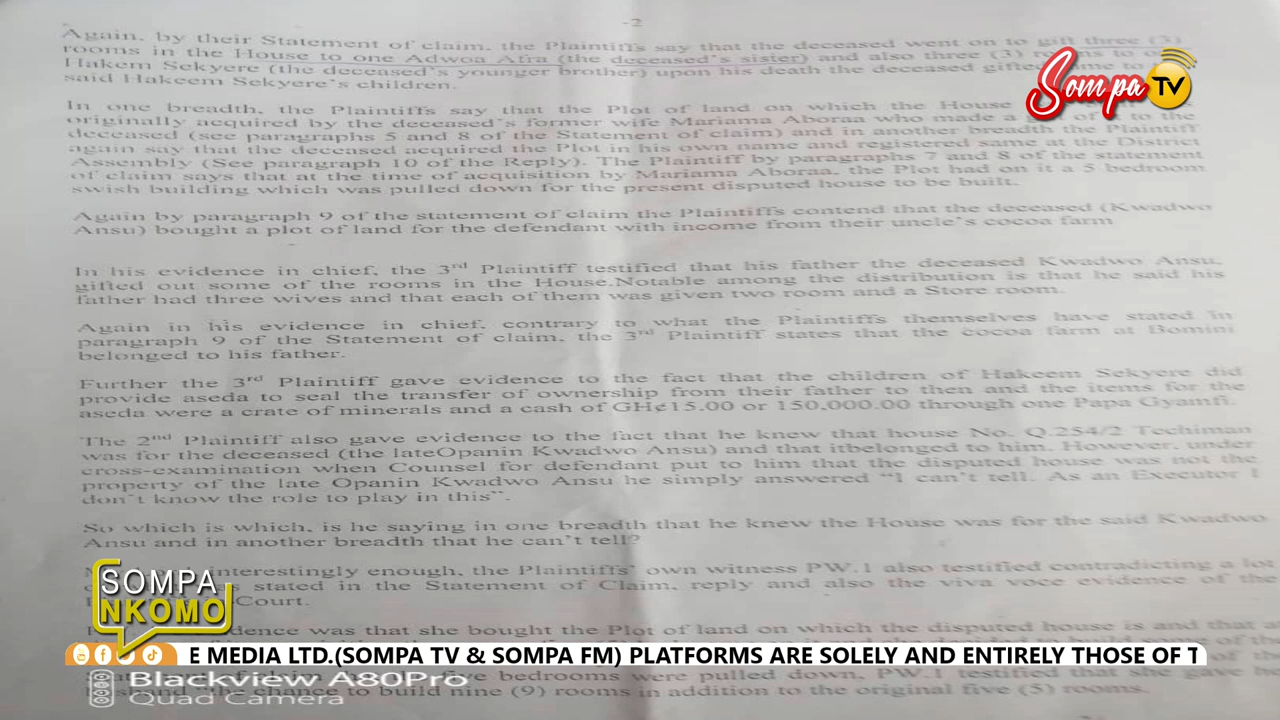 -2
Again, by their Statement of claim, the Plaintiffs say that the deceased went on to gift three (3)
rooms in the House to one Adwoa Afra (the deceased's sister) and also three (3) rooms to
Hakem Sekyere (the deceased's younger brother) upon his death the deceased gifted
said Hakeem Sekyere's children.
In one breadth, the Plaintiffs say that the Plot of land on which the House
originally acquired by the deceased's former wife Mariama Aboraa who made a of it to the
deceased (see paragraphs 5 and 8 of the Statement of claim) and in another breadth the Plaintiff
again say that the deceased acquired the Plot in his own name and registered same at the District
Assembly (See paragraph 10 of the Reply). The Plaintiff by paragraphs 7 and 8 of the statement
of claim says that at the time of acquisition by Mariama Aboraa, the Plot had on it a 5 bedroom
swish building which was pulled down for the present disputed house to be built.
Again by paragraph 9 of the statement of claim the Plaintiffs contend that the deceased (Kwadwo
Ansu) bought a plot of land for the defendant with income from their uncle's cocoa farm
In his evidence in chief, the 3rd Plaintiff testified that his father the deceased Kwadwo Ansu,
gifted out some of the rooms in the House.Notable among the distribution is that he said his
father had three wives and that each of them was given two room and a Store room.
Again in his evidence in chief, contrary to what the Plaintiffs themselves have stated in
paragraph 9 of the Statement of claim, the 3rd Plaintiff states that the cocoa farm at Bomini
belonged to his father.
Further the 3rd Plaintiff gave evidence to the fact that the children of Hakeem Sekyere did
provide aseda to seal the transfer of ownership from their father to then and the items for the
aseda were a crate of minerals and a cash of GH¢15.00 or 150,000.00 through one Papa Gyamfi.
The 2nd Plaintiff also gave evidence to the fact that he knew that house No. Q.254/2 Techiman
was for the deceased (the lateOpanin Kwadwo Ansu) and that itbelonged to him. However, under
cross-examination when Counsel for defendant put to him that the disputed house was not the
property of the late Opanin Kwadwo Ansu he simply answered “I can't tell. As an Executor I
don't know the role to play in this”.
So which is which, is he saying in one breadth that he knew the House was for the said Kwadwo
Ansu and in another breadth that he can't tell?
interestingly enough, the Plaintiffs' own witness PW.1 also testified contradicting a lot
stated in the Statement of Claim, reply and also the viva voce evidence of the
Court.
was that she bought the Plot of land on which the disputed house is and that
bedrooms were pulled down, PW.1 testified that she gave
to build nine (9) rooms in addition to the original five (5) rooms.
Sompa TV
SOMPA
NKOMO
E MEDIA LTD.(SOMPA TV & SOMPA FM) PLATFORMS ARE SOLELY AND ENTIRELY THOSE OF T
Blackview A80Pro
Quad Camera